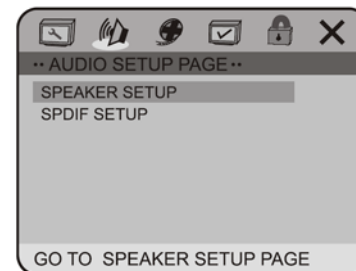 ·· AUDIO SETUP PAGE ··
SPEAKER SETUP
SPDIF SETUP
GO TO SPEAKER SETUP PAGE